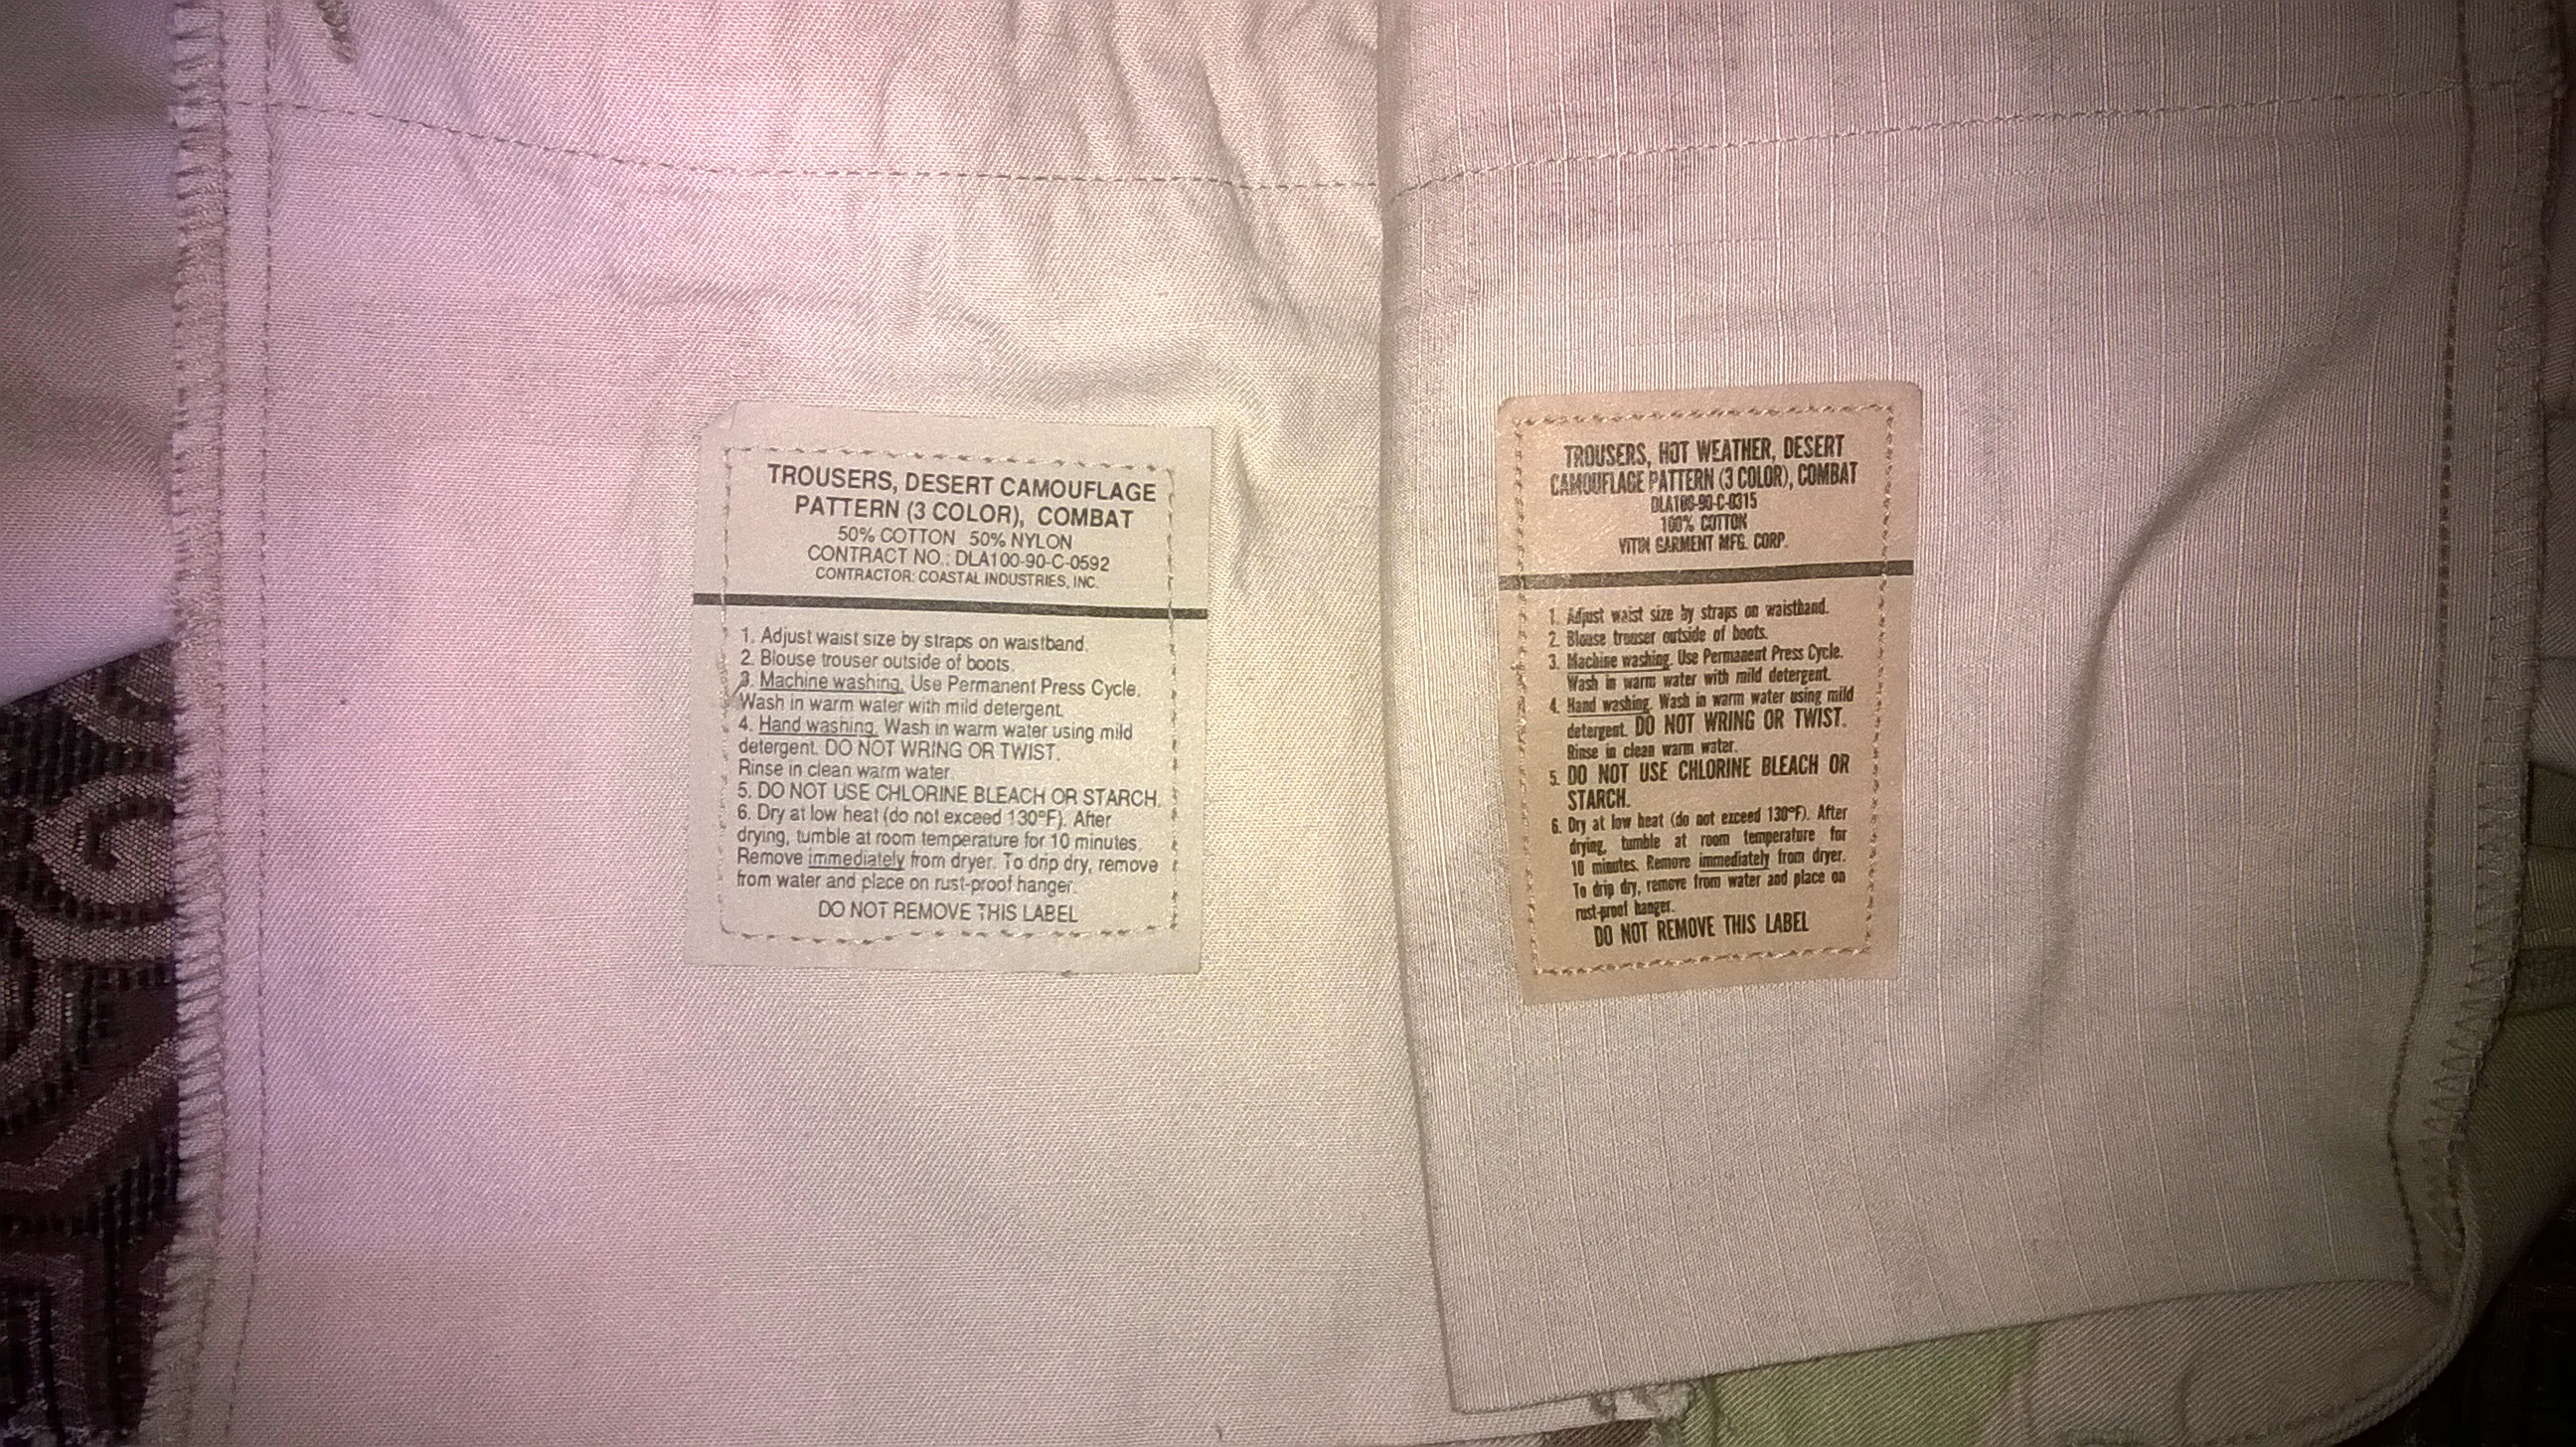 TROUSERS, DESERT CAMOUFLAGE
PATTERN (3 COLOR), COMBAT
50% COTTON 50% NYLON
CONTRACT NO.: DLA100-90-C-0592
CONTRACTOR: COASTAL INDUSTRIES, INC.
1. Adjust waist size by straps on waistband.
2. Blouse trouser outside of boots.
3. Machine washing. Use Permanent Press Cycle.
Wash in warm water with mild detergent.
4. Hand washing. Wash in warm water using mild
detergent. DO NOT WRING OR TWIST.
Rinse in clean warm water.
5. DO NOT USE CHLORINE BLEACH OR STARCH.
6. Dry at low heat (do not exceed 130°F). After
drying, tumble at room temperature for 10 minutes.
Remove immediately from dryer. To drip dry, remove
from water and place on rust-proof hanger.
DO NOT REMOVE THIS LABEL
TROUSERS, HOT WEATHER, DESERT
CAMOUFLAGE PATTERN (3 COLOR), COMBAT
DLA100-90-C-0315
100% COTTON
VITIN GARMENT MFG. CORP.
1. Adjust waist size by straps on waistband.
2. Blouse trouser outside of boots.
3. Machine washing. Use Permanent Press Cycle.
Wash in warm water with mild detergent.
4. Hand washing. Wash in warm water using mild
detergent. DO NOT WRING OR TWIST.
Rinse in clean warm water.
5. DO NOT USE CHLORINE BLEACH OR
STARCH.
6. Dry at low heat (do not exceed 130°F). After
drying, tumble at room temperature for
10 minutes. Remove immediately from dryer.
To drip dry, remove from water and place on
rust-proof hanger.
DO NOT REMOVE THIS LABEL